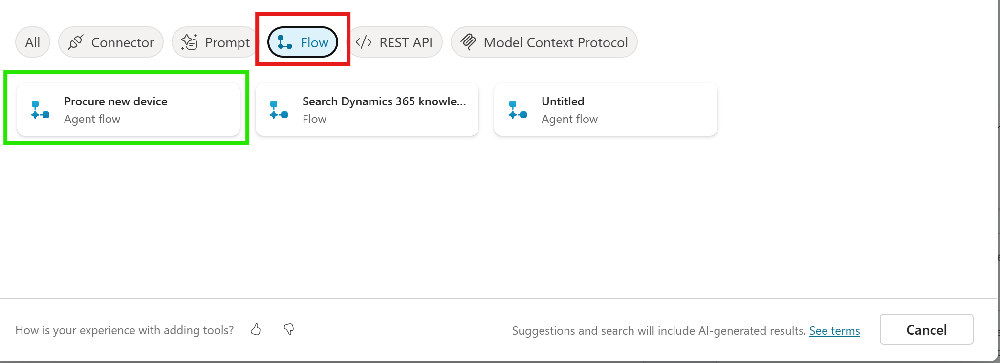 All Connector Prompt Flow REST API Model Context Protocol
Procure new device
Agent flow
Search Dynamics 365 knowle...
Flow
Untitled
Agent flow
How is your experience with adding tools?
Suggestions and search will include AI-generated results. See terms
Cancel